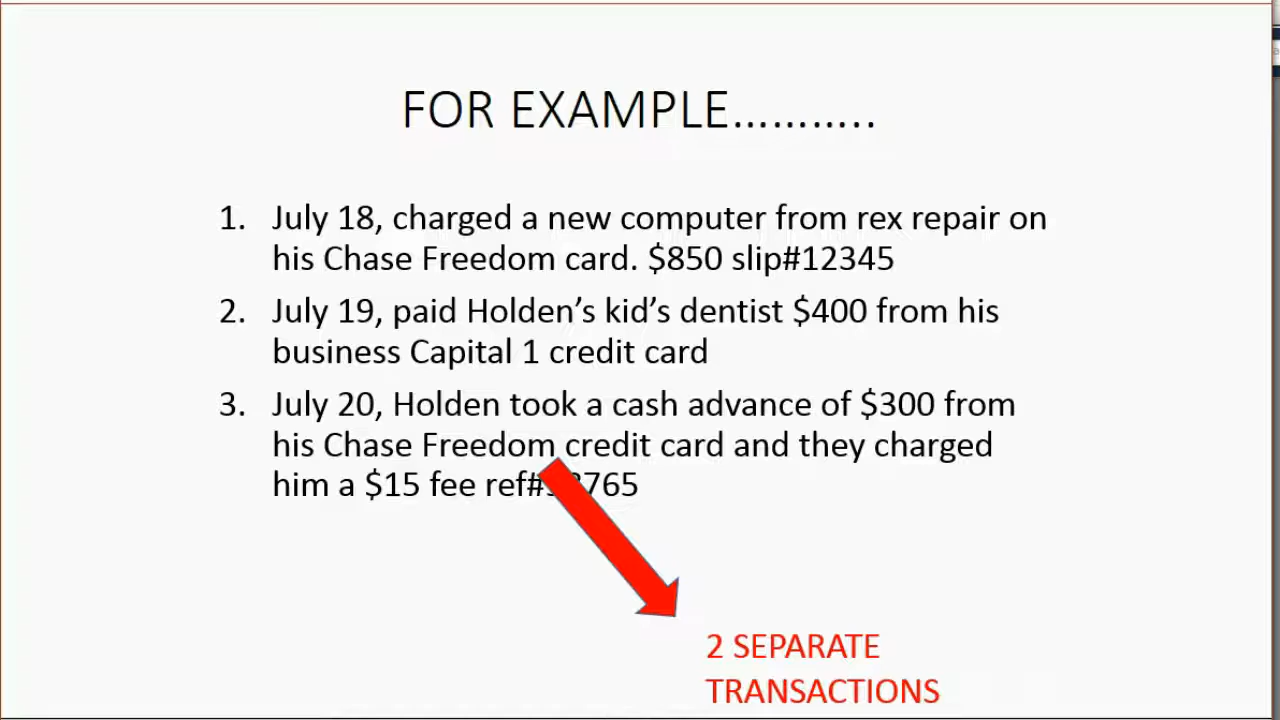 FOR EXAMPLE………..
1. July 18, charged a new computer from rex repair on
his Chase Freedom card. $850 slip#12345
2. July 19, paid Holden’s kid’s dentist $400 from his
business Capital 1 credit card
3. July 20, Holden took a cash advance of $300 from
his Chase Freedom credit card and they charged
him a $15 fee
2 SEPARATE
TRANSACTIONS